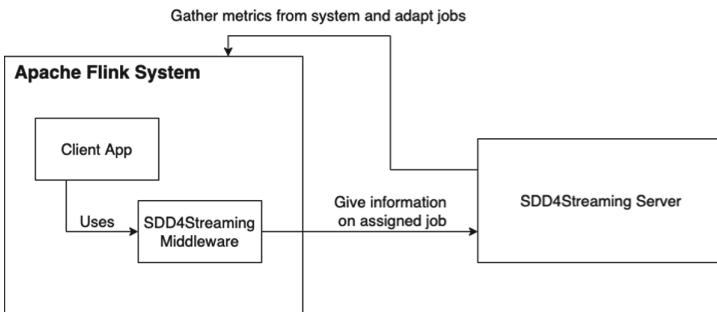 Gather metrics from system and adapt jobs
Apache Flink System
Client App
Uses
SDD4Streaming
Middleware
Give information
on assigned job
SDD4Streaming Server